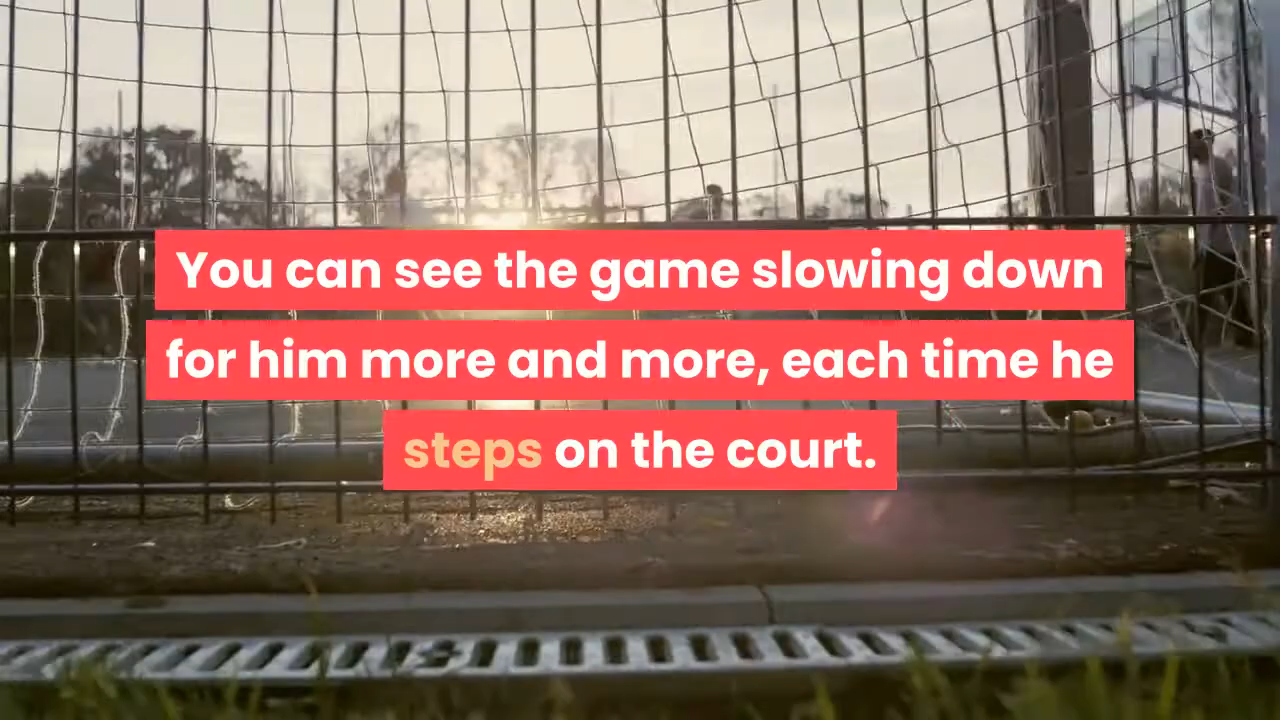 You can see the game slowing down
for him more and more, each time he
steps on the court.